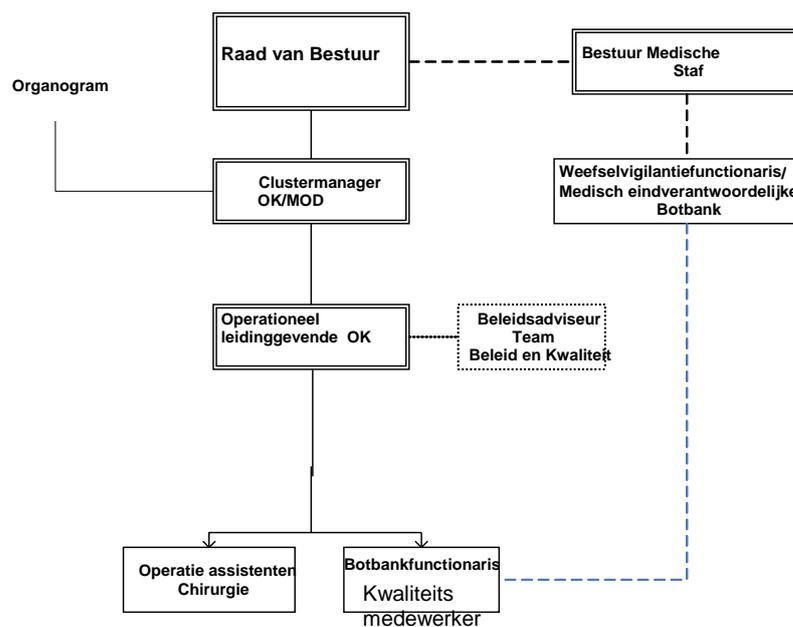 Raad van Bestuur
Bestuur Medische
Staf
Organogram
Clustermanager
OK/MOD
Weefselvigilantiefunctionaris/
Medisch eindverantwoordelijke
Botbank
Operationeel
leidinggevende OK
Beleidsadviseur
Team
Beleid en Kwaliteit
Operatie assistenten
Chirurgie
Botbankfunctionaris
Kwaliteits
medewerker